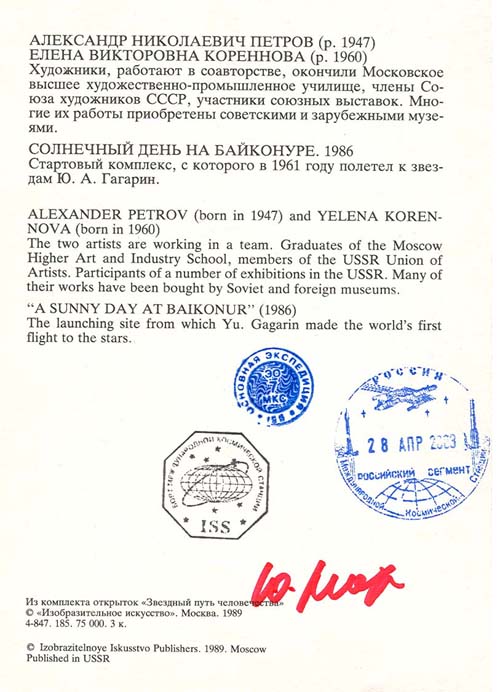 АЛЕКСАНДР НИКОЛАЕВИЧ ПЕТРОВ (р. 1947)
ЕЛЕНА ВИКТОРОВНА КОРЕННОВА (р. 1960)
Художники, работают в соавторстве, окончили Московское
высшее художественно-промышленное училище, члены Со-
юза художников СССР, участники союзных выставок. Мно-
гие их работы приобретены советскими и зарубежными музе-
ями.
СОЛНЕЧНЫЙ ДЕНЬ НА БАЙКОНУРЕ. 1986
Стартовый комплекс, с которого в 1961 году полетел к звез-
дам Ю. А. Гагарин.
ALEXANDER PETROV (born in 1947) and YELENA KOREN-
NOVA (born in 1960)
The two artists are working in a team. Graduates of the Moscow
Higher Art and Industry School, members of the USSR Union of
Artists. Participants of a number of exhibitions in the USSR. Many of
their works have been bought by Soviet and foreign museums.
“A SUNNY DAY AT BAIKONUR” (1986)
The launching site from which Yu. Gagarin made the world’s first
flight to the stars.
ОСНОВНАЯ ЭКСПЕДИЦИЯ
МКС
РОССИЯ
28 АПР
РОССИЙСКИЙ СЕГМЕНТ
Международной Космической Станции
БОРТ МЕЖДУНАРОДНОЙ КОСМИЧЕСКОЙ СТАНЦИИ
ISS
Из комплекта открыток «Звездный путь человечества»
© «Изобразительное искусство». Москва. 1989
4-847. 185. 75 000. 3 к.
© Izobrazitelnoye Iskusstvo Publishers. 1989. Moscow
Published in USSR